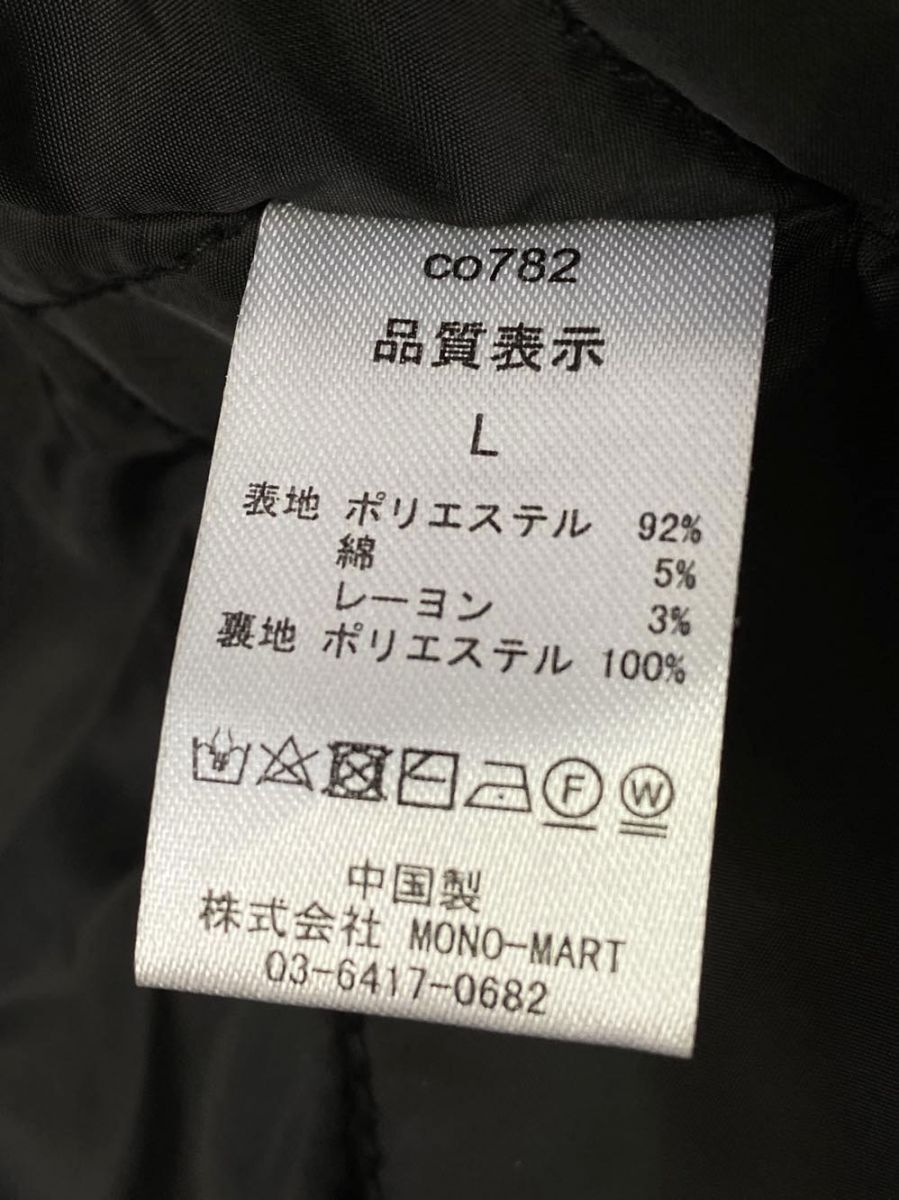 co782
品質表示
L
表地 ポリエステル 92%
綿 5%
レーヨン 3%
裏地 ポリエステル 100%
F W
中国製
株式会社 MONO-MART
03-6417-0682